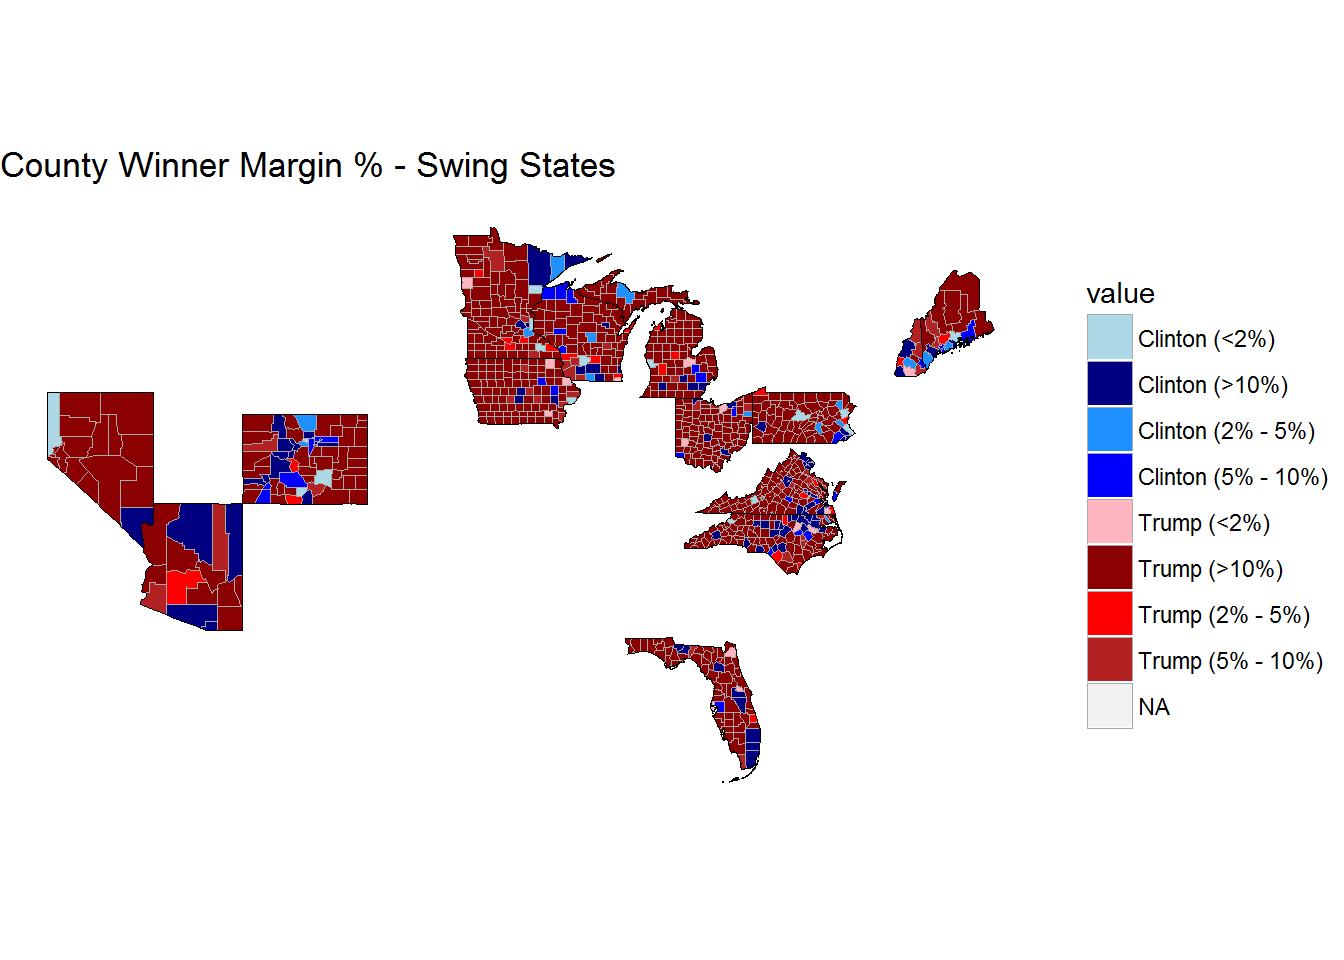 County Winner Margin % - Swing States
value
Clinton (<2%)
Clinton (>10%)
Clinton (2% - 5%)
Clinton (5% - 10%)
Trump (<2%)
Trump (>10%)
Trump (2% - 5%)
Trump (5% - 10%)
NA